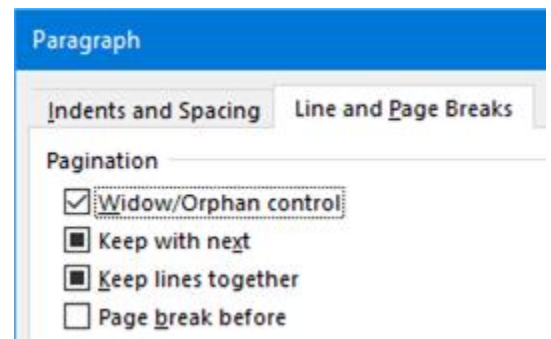 Paragraph
Indents and Spacing Line and Page Breaks
Pagination
Widow/Orphan control
Keep with next
Keep lines together
Page break before